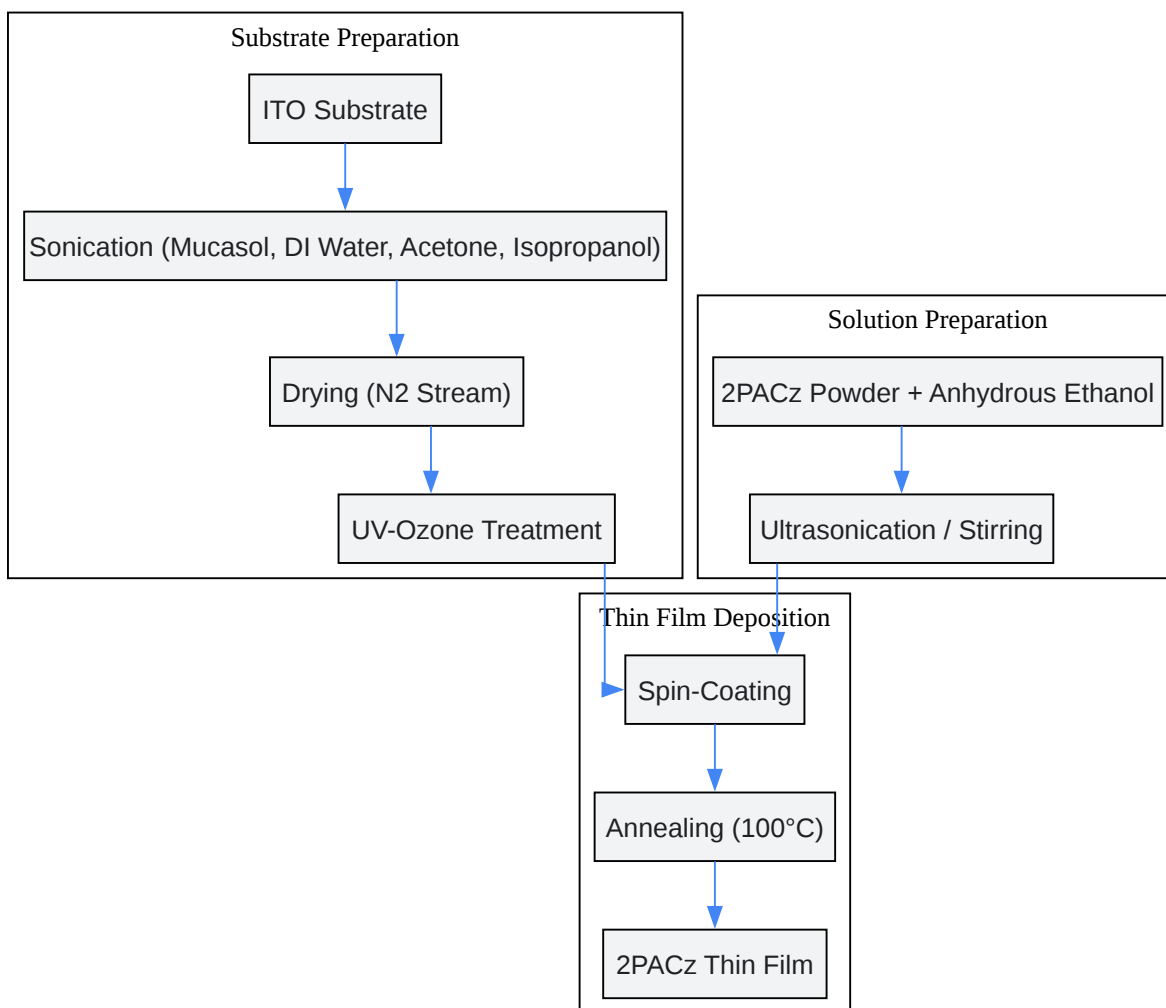 Substrate Preparation
ITO Substrate
Sonication (Mucasol, DI Water, Acetone, Isopropanol)
Drying (N2 Stream)
UV-Ozone Treatment
Solution Preparation
2PACz Powder + Anhydrous Ethanol
Ultrasonication / Stirring
Thin Film Deposition
Spin-Coating
Annealing (100°C)
2PACz Thin Film